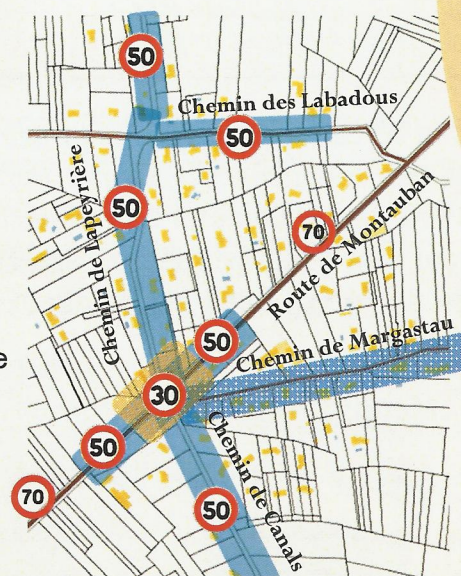 50
Chemin des Labadous
50
Chemin de Lapeyrière
50
70
Route de Montauban
50
Chemin de Margastau
e
30
50
Chemin de Canals
70
50